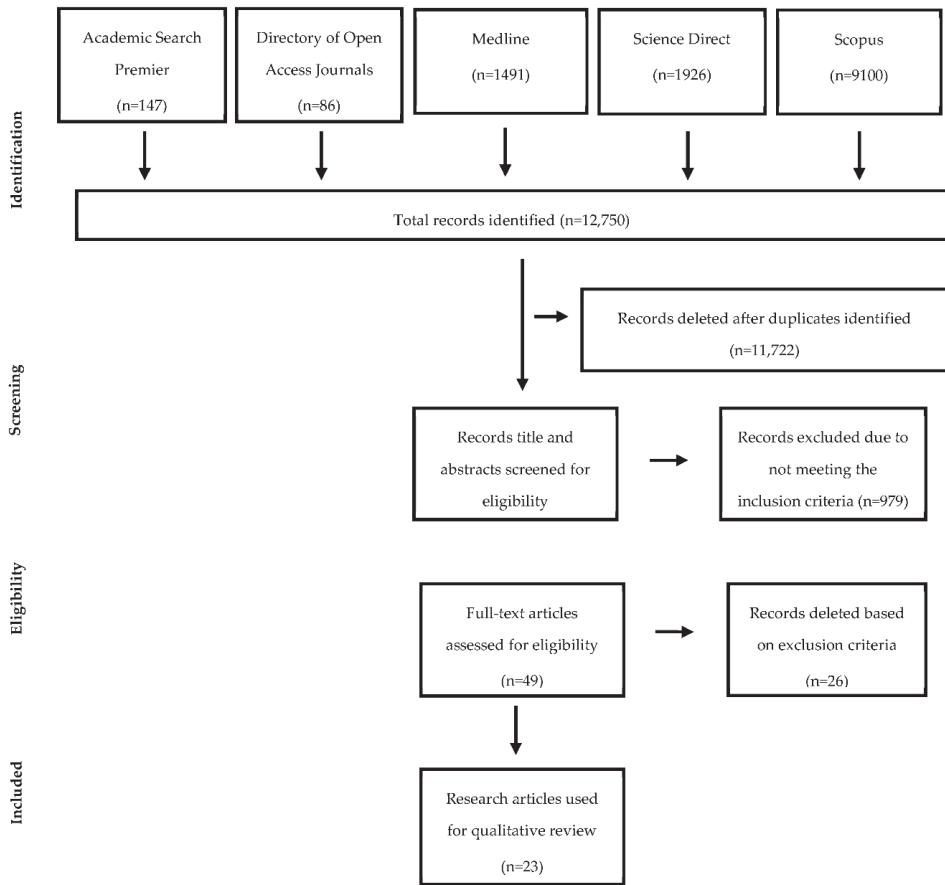 Academic Search
Premier
(n=147)
Directory of Open
Access Journals
(n=86)
Medline
(n=1491)
Science Direct
(n=1926)
Scopus
(n=9100)
Identification
Total records identified (n=12,750)
Records deleted after duplicates identified
(n=11,722)
Screening
Records title and
abstracts screened for
eligibility
Records excluded due to
not meeting the
inclusion criteria (n=979)
Eligibility
Full-text articles
assessed for eligibility
(n=49)
Records deleted based
on exclusion criteria
(n=26)
Included
Research articles used
for qualitative review
(n=23)